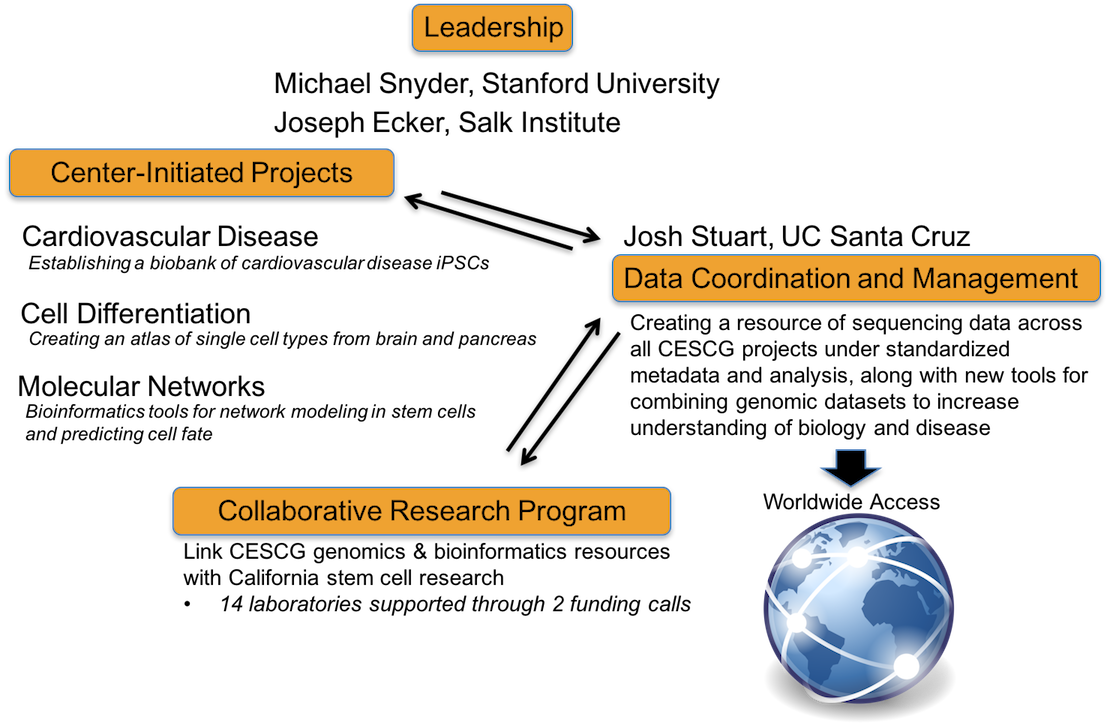 Leadership
Michael Snyder, Stanford University
Joseph Ecker, Salk Institute
Center-Initiated Projects
Cardiovascular Disease
Establishing a biobank of cardiovascular disease iPSCs
Cell Differentiation
Creating an atlas of single cell types from brain and pancreas
Molecular Networks
Bioinformatics tools for network modeling in stem cells
and predicting cell fate
Josh Stuart, UC Santa Cruz
Data Coordination and Management
Creating a resource of sequencing data across
all CESCG projects under standardized
metadata and analysis, along with new tools for
combining genomic datasets to increase
understanding of biology and disease
Worldwide Access
Collaborative Research Program
Link CESCG genomics & bioinformatics resources
with California stem cell research
• 14 laboratories supported through 2 funding calls